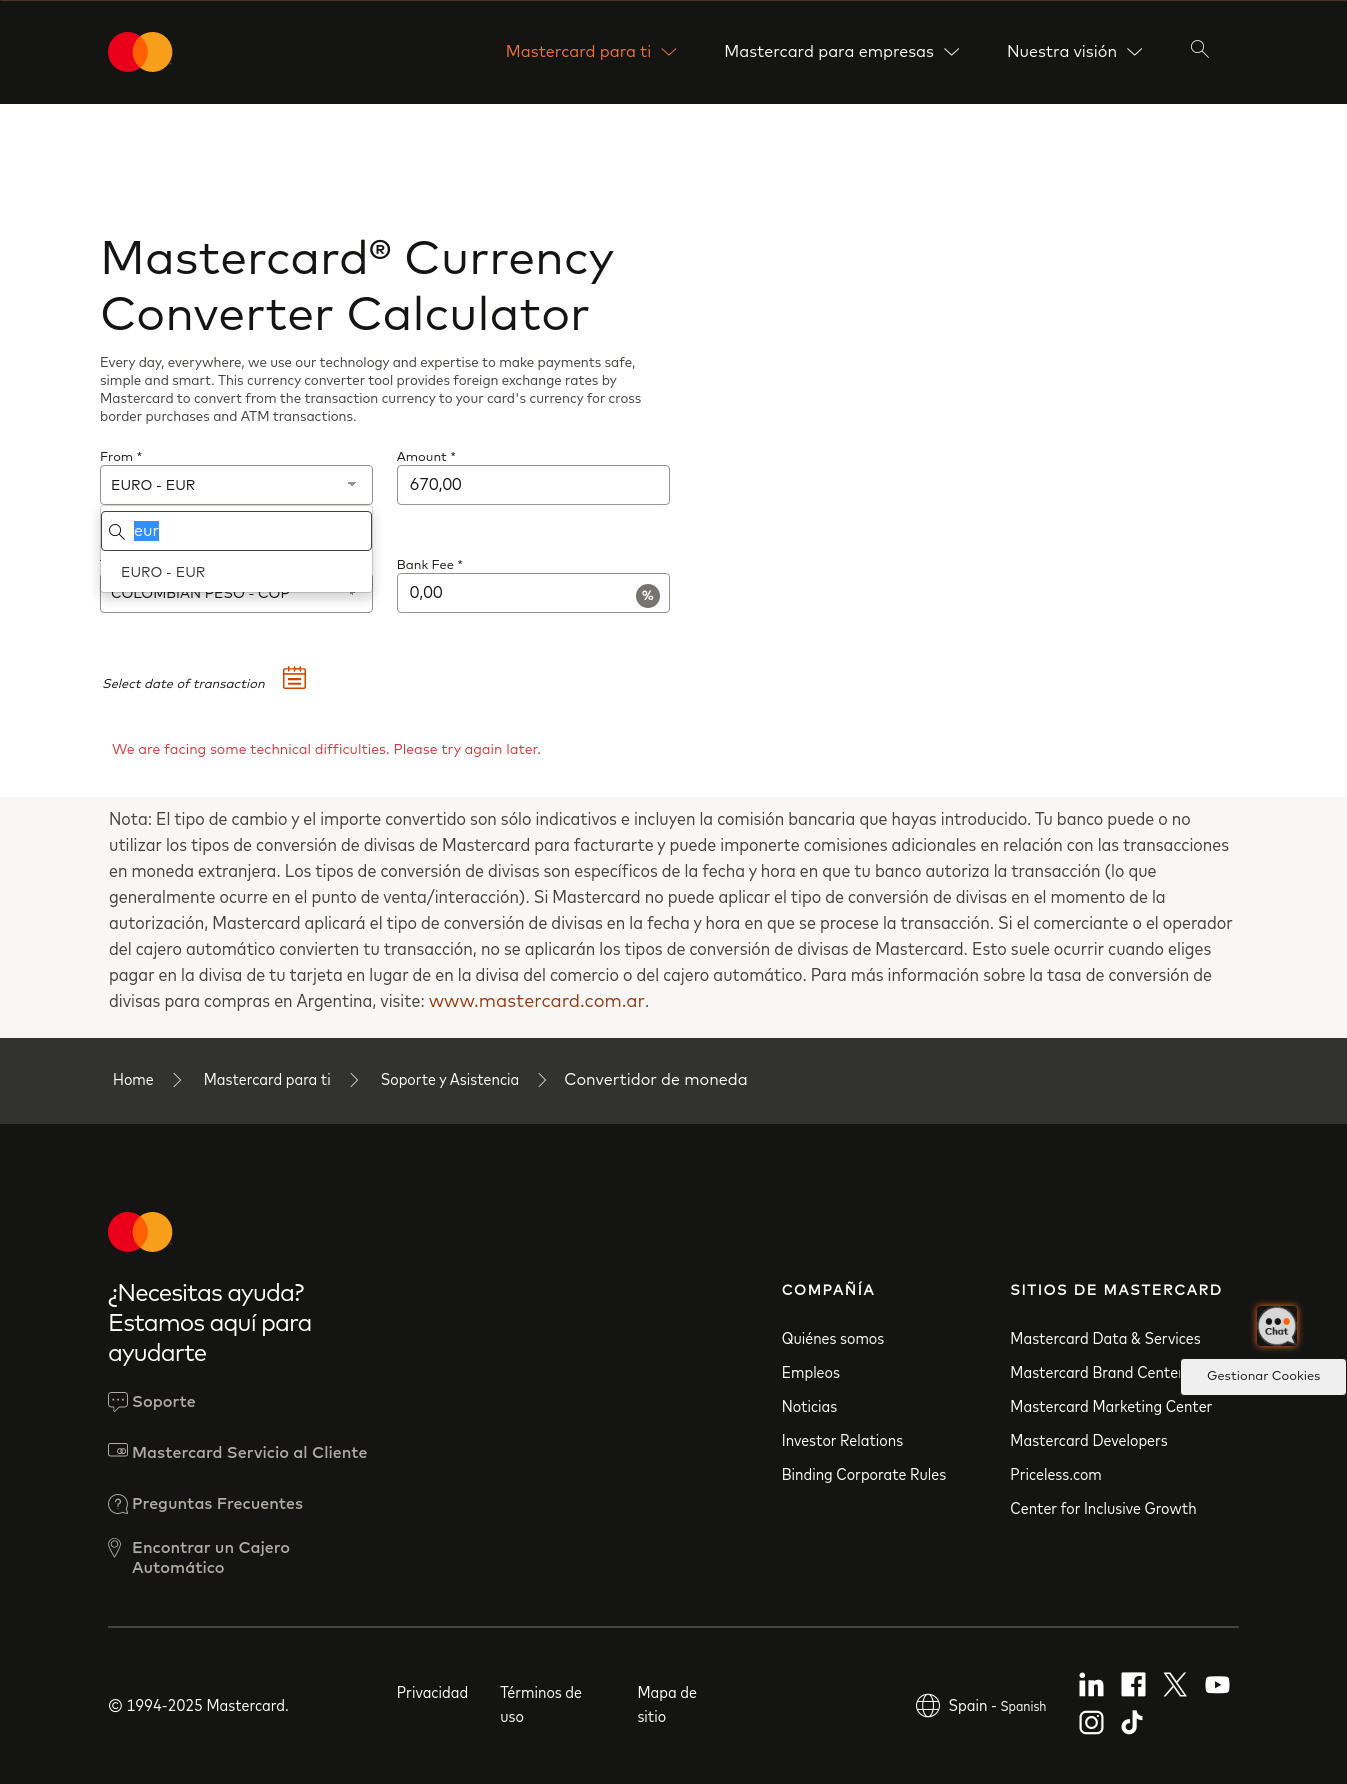 Mastercard para ti
Mastercard para empresas
Nuestra visión
Mastercard® Currency
Converter Calculator
Every day, everywhere, we use our technology and expertise to make payments safe,
simple and smart. This currency converter tool provides foreign exchange rates by
Mastercard to convert from the transaction currency to your card's currency for cross
border purchases and ATM transactions.
From *
EURO - EUR
eur
EURO - EUR
COLOMBIAN PESO - COP
Amount *
670,00
Bank Fee *
0,00
%
Select date of transaction
We are facing some technical difficulties. Please try again later.
Nota: El tipo de cambio y el importe convertido son sólo indicativos e incluyen la comisión bancaria que hayas introducido. Tu banco puede o no
utilizar los tipos de conversión de divisas de Mastercard para facturarte y puede imponerte comisiones adicionales en relación con las transacciones
en moneda extranjera. Los tipos de conversión de divisas son específicos de la fecha y hora en que tu banco autoriza la transacción (lo que
generalmente ocurre en el punto de venta/interacción). Si Mastercard no puede aplicar el tipo de conversión de divisas en el momento de la
autorización, Mastercard aplicará el tipo de conversión de divisas en la fecha y hora en que se procese la transacción. Si el comerciante o el operador
del cajero automático convierten tu transacción, no se aplicarán los tipos de conversión de divisas de Mastercard. Esto suele ocurrir cuando eliges
pagar en la divisa de tu tarjeta en lugar de en la divisa del comercio o del cajero automático. Para más información sobre la tasa de conversión de
divisas para compras en Argentina, visite: www.mastercard.com.ar.
Home
Mastercard para ti
Soporte y Asistencia
Convertidor de moneda
¿Necesitas ayuda?
Estamos aquí para
ayudarte
Soporte
Mastercard Servicio al Cliente
Preguntas Frecuentes
Encontrar un Cajero
Automático
COMPAÑÍA
Quiénes somos
Empleos
Noticias
Investor Relations
Binding Corporate Rules
SITIOS DE MASTERCARD
Mastercard Data & Services
Mastercard Brand Center
Mastercard Marketing Center
Mastercard Developers
Priceless.com
Center for Inclusive Growth
Chat
Gestionar Cookies
© 1994-2025 Mastercard.
Privacidad
Términos de
uso
Mapa de
sitio
Spain - Spanish